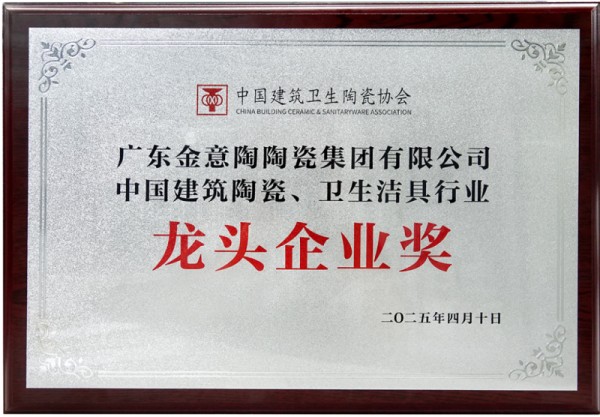 中国建筑卫生陶瓷协会
CHINA BUILDING CERAMIC & SANITARYWARE ASSOCIATION
广东金意陶陶瓷集团有限公司
中国建筑陶瓷、卫生洁具行业
龙头企业奖
二〇二五年四月十日